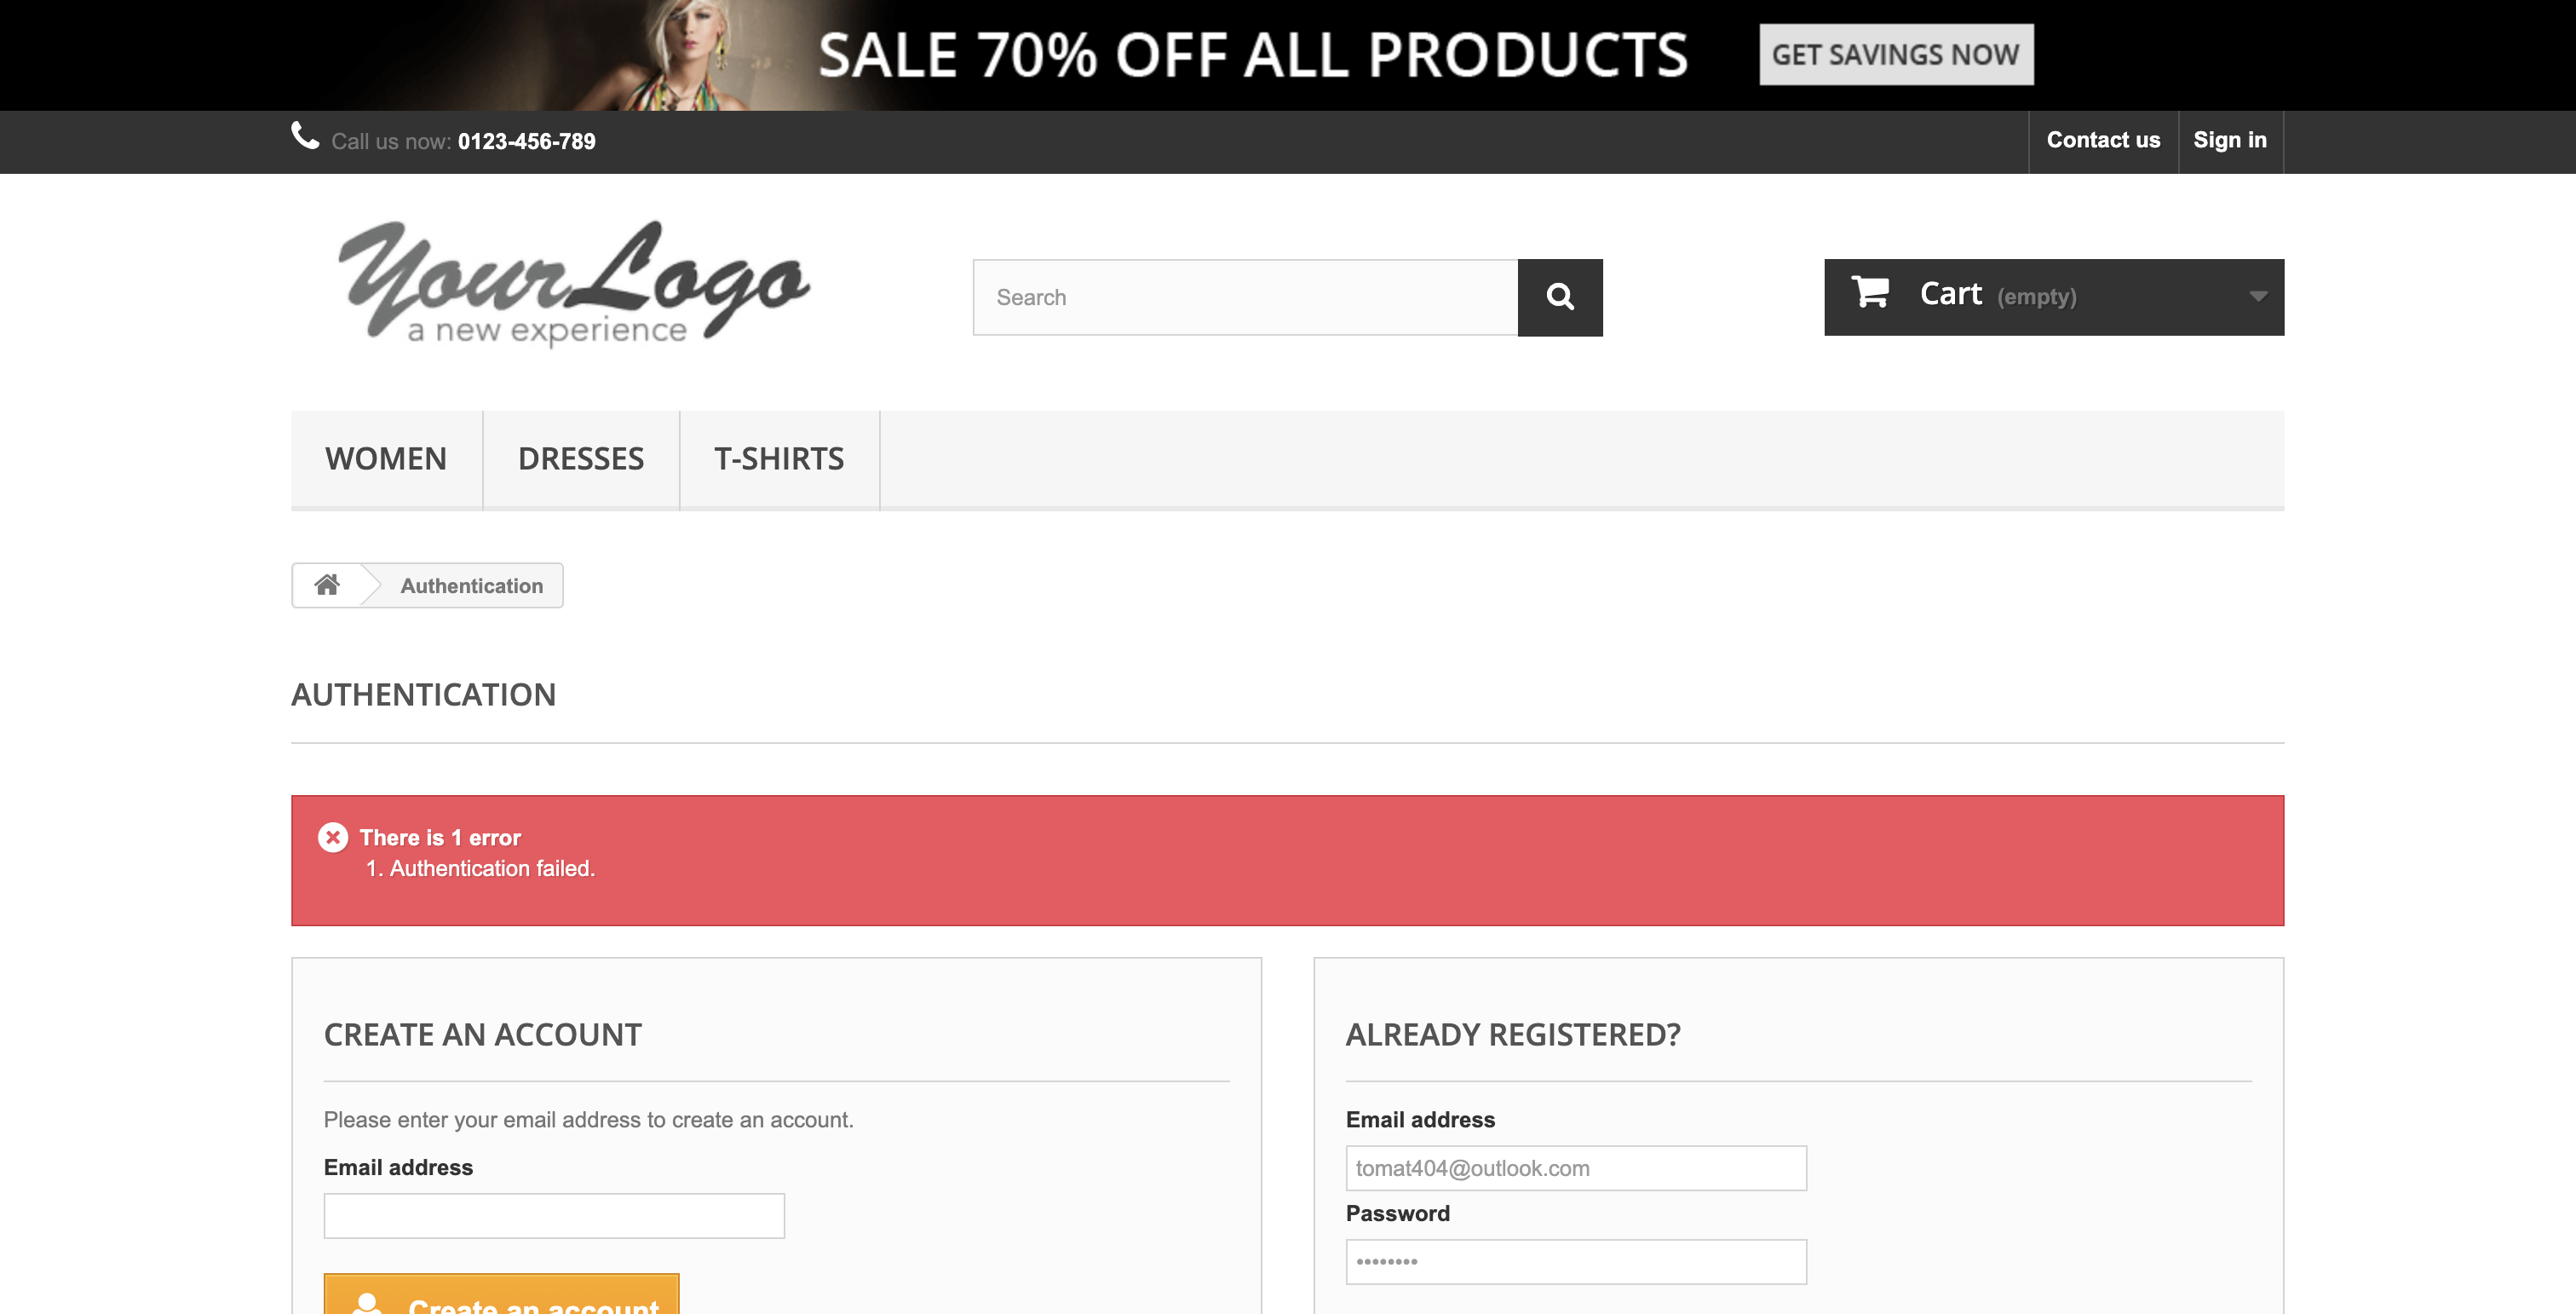 SALE 70% OFF ALL PRODUCTS GET SAVINGS NOW
Call us now: 0123-456-789 Contact us Sign in
YourLogo
a new experience
Search
Cart (empty)
WOMEN DRESSES T-SHIRTS
Authentication
AUTHENTICATION
There is 1 error
1. Authentication failed.
CREATE AN ACCOUNT
Please enter your email address to create an account.
Email address
Create an account
ALREADY REGISTERED?
Email address
tomat404@outlook.com
Password
••••••••